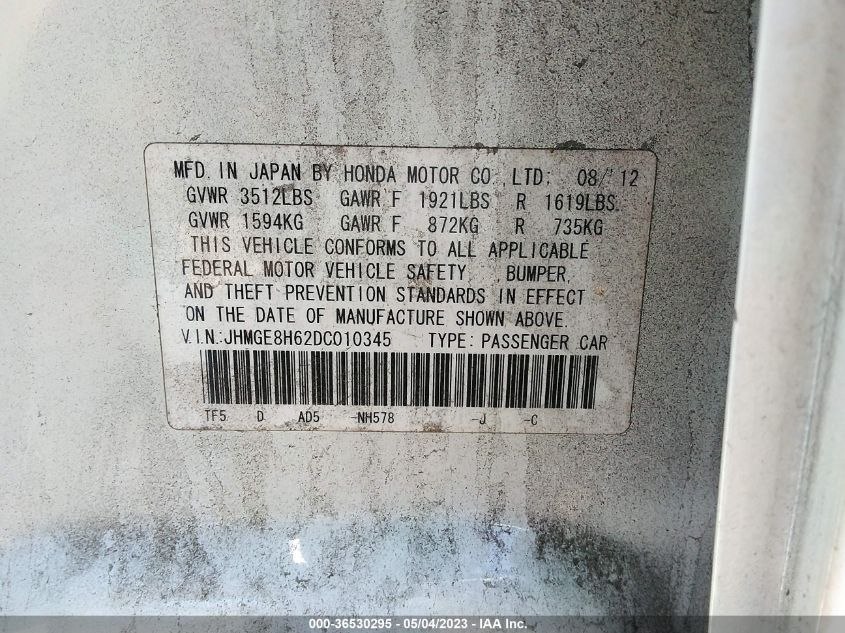 MFD. IN JAPAN BY HONDA MOTOR CO.,LTD; 08/'12
GVWR 3512LBS GAWR F 1921LBS R 1619LBS.
GVWR 1594KG GAWR F 872KG R 735KG
THIS VEHICLE CONFORMS TO ALL APPLICABLE
FEDERAL MOTOR VEHICLE SAFETY, BUMPER,
AND THEFT PREVENTION STANDARDS IN EFFECT
ON THE DATE OF MANUFACTURE SHOWN ABOVE.
V.I.N.:JHMGE8H62DC010345 TYPE: PASSENGER CAR
TF5 D AD5 -NH578 -J -C
000-36530295 - 05/04/2023 - IAA Inc.